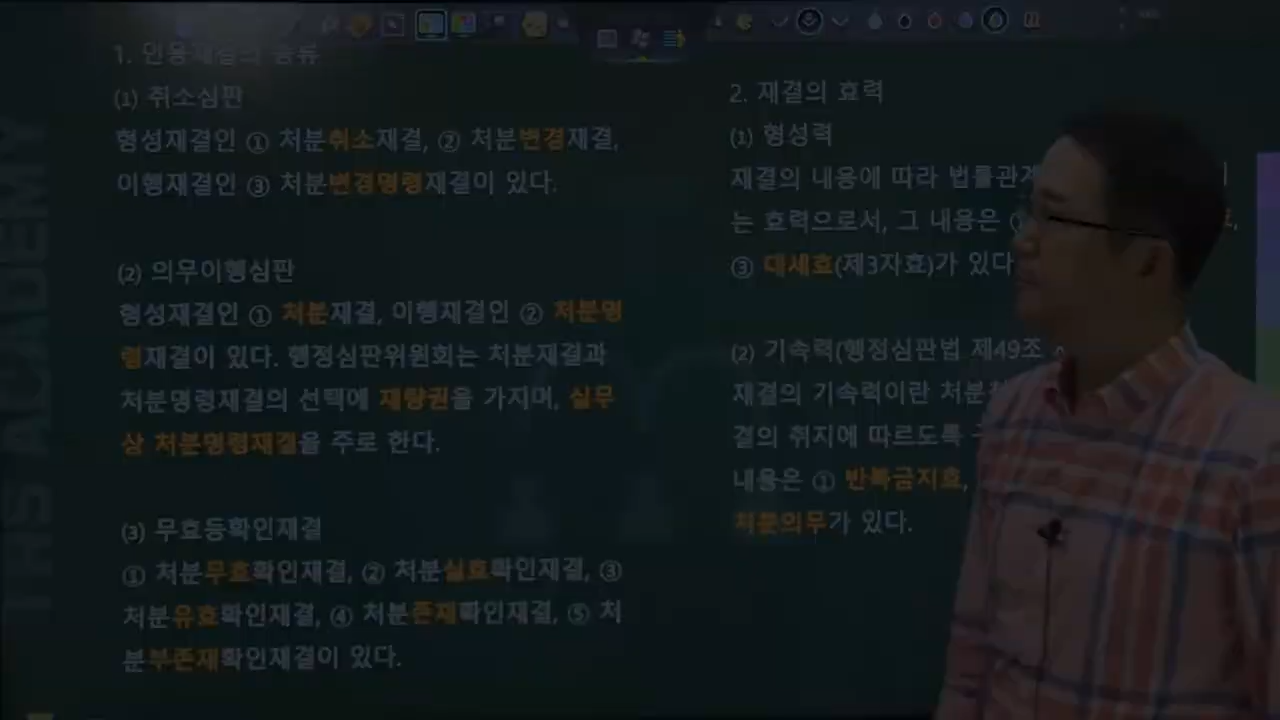 THS ACADEMY
1. 인용재결의 종류
(1) 취소심판
형성재결인 ① 처분취소재결, ② 처분변경재결,
이행재결인 ③ 처분변경명령재결이 있다.
(2) 의무이행심판
형성재결인 ① 처분재결, 이행재결인 ② 처분명
령재결이 있다. 행정심판위원회는 처분재결과
처분명령재결의 선택에 재량권을 가지며, 실무
상 처분명령재결을 주로 한다.
(3) 무효등확인재결
① 처분무효확인재결, ② 처분실효확인재결, ③
처분유효확인재결, ④ 처분존재확인재결, ⑤ 처
분부존재확인재결이 있다.
2. 재결의 효력
(1) 형성력
재결의 내용에 따라 법률관계
는 효력으로서, 그 내용은
③ 대세효(제3자효)가 있다
(2) 기속력(행정심판법 제49조
재결의 기속력이란 처분청
결의 취지에 따르도록
내용은 ① 반복금지효,
처분의무가 있다.